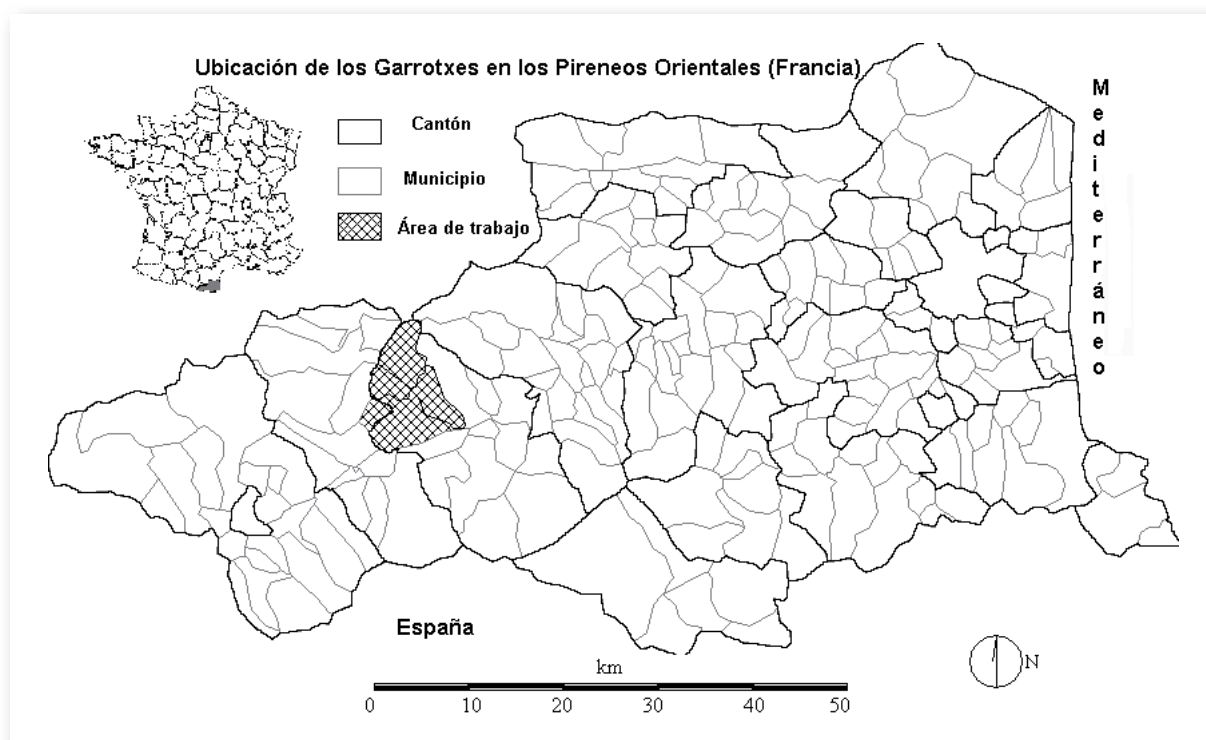 Ubicación de los Garrotxes en los Pireneos Orientales (Francia)
Cantón
Municipio
Área de trabajo
Mediterráneo
España
km
0 10 20 30 40 50
N